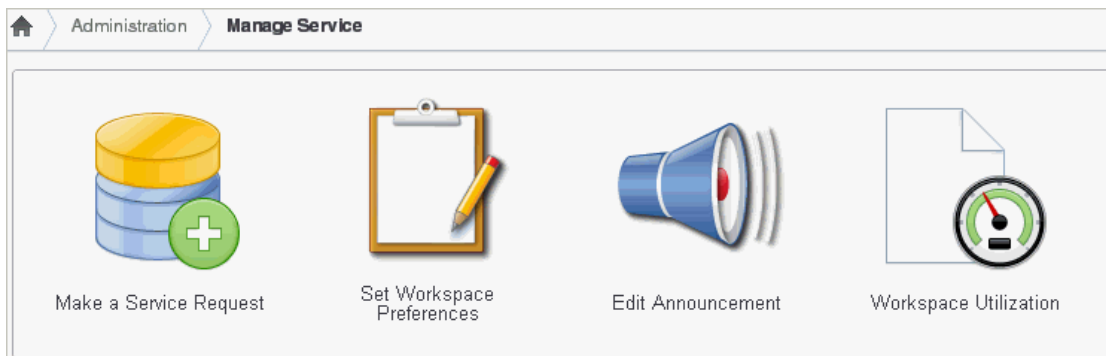 Administration Manage Service
Make a Service Request
Set Workspace
Preferences
Edit Announcement
Workspace Utilization